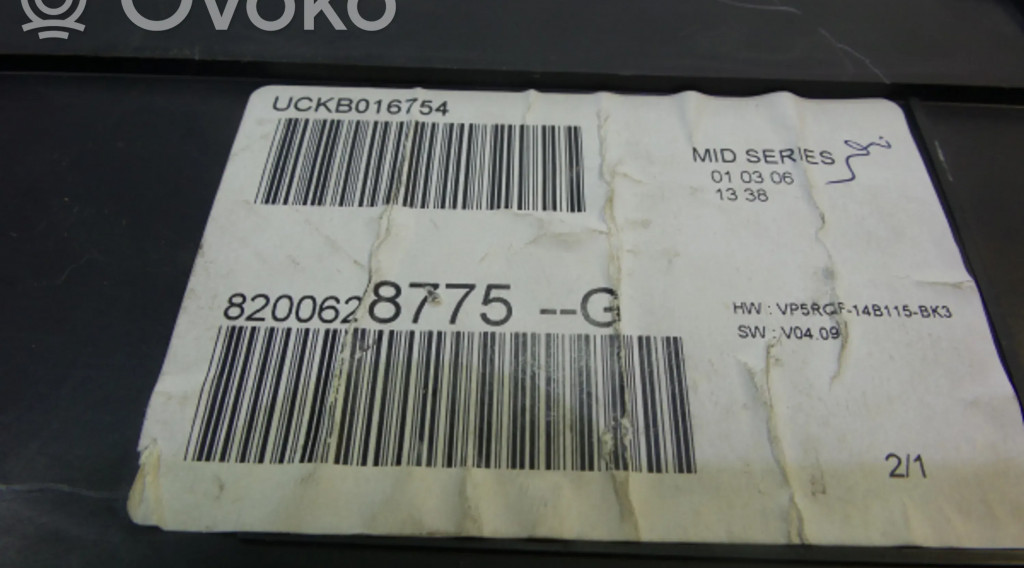 Ovoko
UCKB016754
MID SERIES
01 03 06
13 38
8200628775 --G
HW : VP5RQF-14B115-BK3
SW : V04.09
2/1